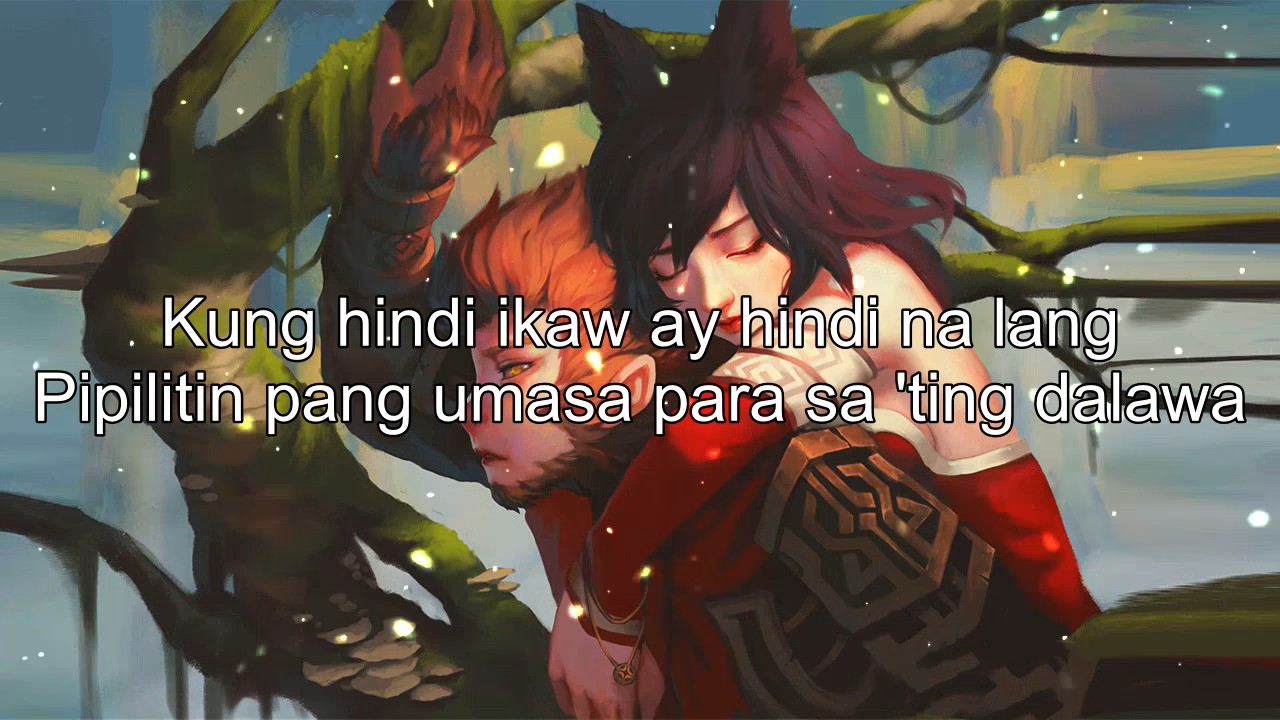 Kung hindi ikaw ay hindi na lang
Pipilitin pang umasa para sa 'ting dalawa